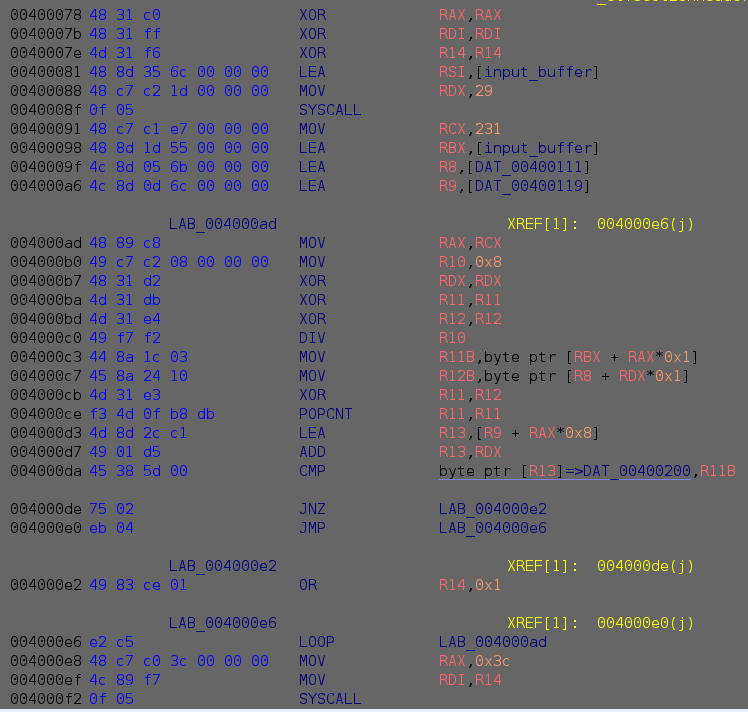 00400078 48 31 c0 XOR RAX,RAX
0040007b 48 31 ff XOR RDI,RDI
0040007e 4d 31 f6 XOR R14,R14
00400081 48 8d 35 6c 00 00 00 LEA RSI,[input_buffer]
00400088 48 c7 c2 1d 00 00 00 MOV RDX,29
0040008f 0f 05 SYSCALL
00400091 48 c7 c1 e7 00 00 00 MOV RCX,231
00400098 48 8d 1d 55 00 00 00 LEA RBX,[input_buffer]
0040009f 4c 8d 05 6b 00 00 00 LEA R8,[DAT_00400111]
004000a6 4c 8d 0d 6c 00 00 00 LEA R9,[DAT_00400119]
LAB_004000ad XREF[1]: 004000e6(j)
004000ad 48 89 c8 MOV RAX,RCX
004000b0 49 c7 c2 08 00 00 00 MOV R10,0x8
004000b7 48 31 d2 XOR RDX,RDX
004000ba 4d 31 db XOR R11,R11
004000bd 4d 31 e4 XOR R12,R12
004000c0 49 f7 f2 DIV R10
004000c3 44 8a 1c 03 MOV R11B,byte ptr [RBX + RAX*0x1]
004000c7 45 8a 24 10 MOV R12B,byte ptr [R8 + RDX*0x1]
004000cb 4d 31 e3 XOR R11,R12
004000ce f3 4d 0f b8 db POPCNT R11,R11
004000d3 4d 8d 2c c1 LEA R13,[R9 + RAX*0x8]
004000d7 49 01 d5 ADD R13,RDX
004000da 45 38 5d 00 CMP byte ptr [R13]=>DAT_00400200,R11B
004000de 75 02 JNZ LAB_004000e2
004000e0 eb 04 JMP LAB_004000e6
LAB_004000e2 XREF[1]: 004000de(j)
004000e2 49 83 ce 01 OR R14,0x1
LAB_004000e6 XREF[1]: 004000e0(j)
004000e6 e2 c5 LOOP LAB_004000ad
004000e8 48 c7 c0 3c 00 00 00 MOV RAX,0x3c
004000ef 4c 89 f7 MOV RDI,R14
004000f2 0f 05 SYSCALL